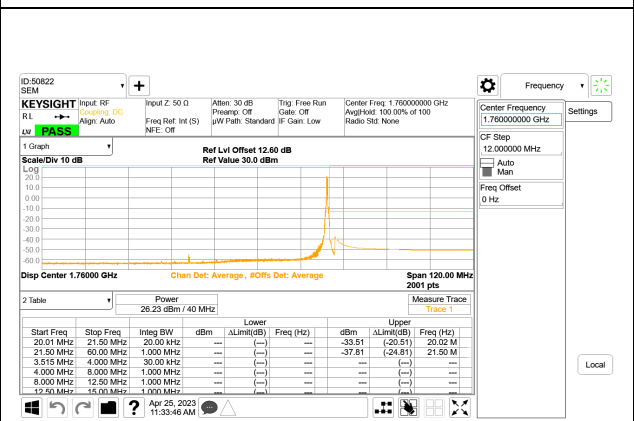 ID:50822
SEM
Frequency
KEYSIGHT Input: RF Input Z: 50 Ω Atten: 30 dB Trig: Free Run Center Freq: 1.760000000 GHz
R L Coupling: DC Preamp: Off Gate: Off Avg|Hold: 100.00% of 100
Align: Auto Freq Ref: Int (S) µW Path: Standard IF Gain: Low Radio Std: None
PASS NFE: Off
Center Frequency
1.760000000 GHz
Settings
CF Step
12.000000 MHz
Auto
Man
Freq Offset
0 Hz
1 Graph
Ref Lvl Offset 12.60 dB
Scale/Div 10 dB Ref Value 30.0 dBm
Log
20.0
10.0
0.0
-10.0
-20.0
-30.0
-40.0
-50.0
-60.0
Disp Center 1.76000 GHz Chan Det: Average, #Offs Det: Average Span 120.00 MHz
2001 pts
2 Table Power Measure Trace
26.23 dBm / 40 MHz Trace 1
Lower Upper
Start Freq Stop Freq Integ BW dBm ΔLimit(dB) Freq (Hz) dBm ΔLimit(dB) Freq (Hz)
20.01 MHz 21.50 MHz 20.00 kHz --- (---) --- -33.51 (-20.51) 20.02 M
21.50 MHz 60.00 MHz 1.000 MHz --- (---) --- -37.81 (-24.81) 21.50 M
3.515 MHz 4.000 MHz 30.00 kHz --- (---) --- --- (---) ---
4.000 MHz 8.000 MHz 1.000 MHz --- (---) --- --- (---) ---
8.000 MHz 12.50 MHz 1.000 MHz --- (---) --- --- (---) ---
12.50 MHz 15.00 MHz 1.000 MHz --- (---) --- --- (---) ---
Local
? Apr 25, 2023
11:33:46 AM